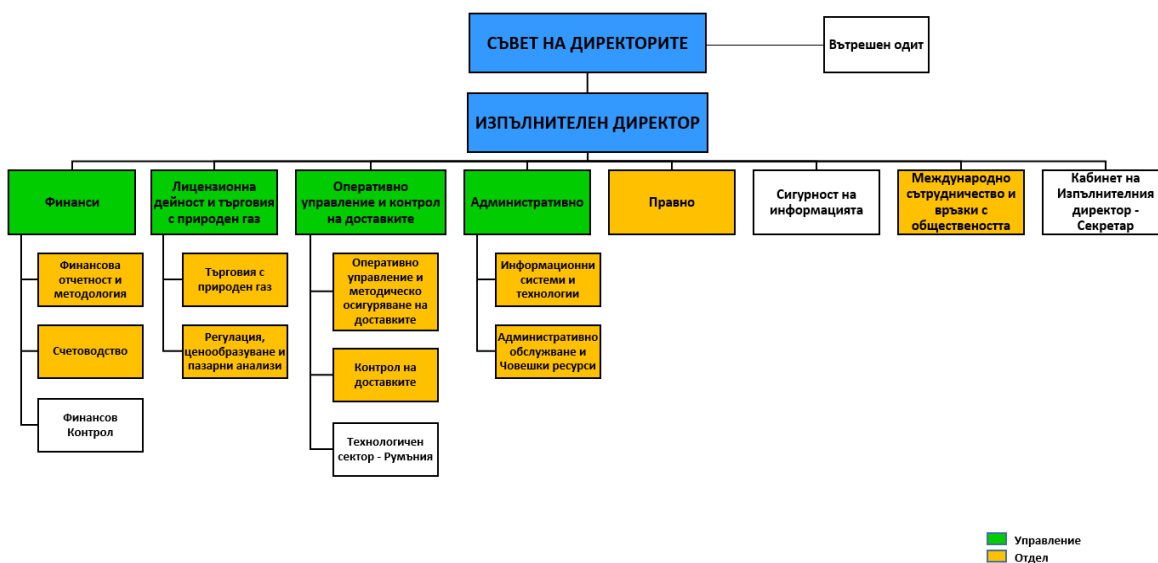 СЪВЕТ НА ДИРЕКТОРИТЕ
Вътрешен одит
ИЗПЪЛНИТЕЛЕН ДИРЕКТОР
Финанси
Лицензионна
дейност и търговия
с природен газ
Оперативно
управление и контрол
на доставките
Административно
Правно
Сигурност на
информацията
Международно
сътрудничество и
връзки с
обществеността
Кабинет на
Изпълнителния
директор -
Секретар
Финансова
отчетност и
методология
Счетоводство
Финансов
Контрол
Търговия с
природен газ
Регулация,
ценообразуване и
пазарни анализи
Оперативно
управление и
методическо
осигуряване на
доставките
Контрол на
доставките
Технологичен
сектор - Румъния
Информационни
системи и
технологии
Административно
обслужване и
Човешки ресурси
Управление
Отдел